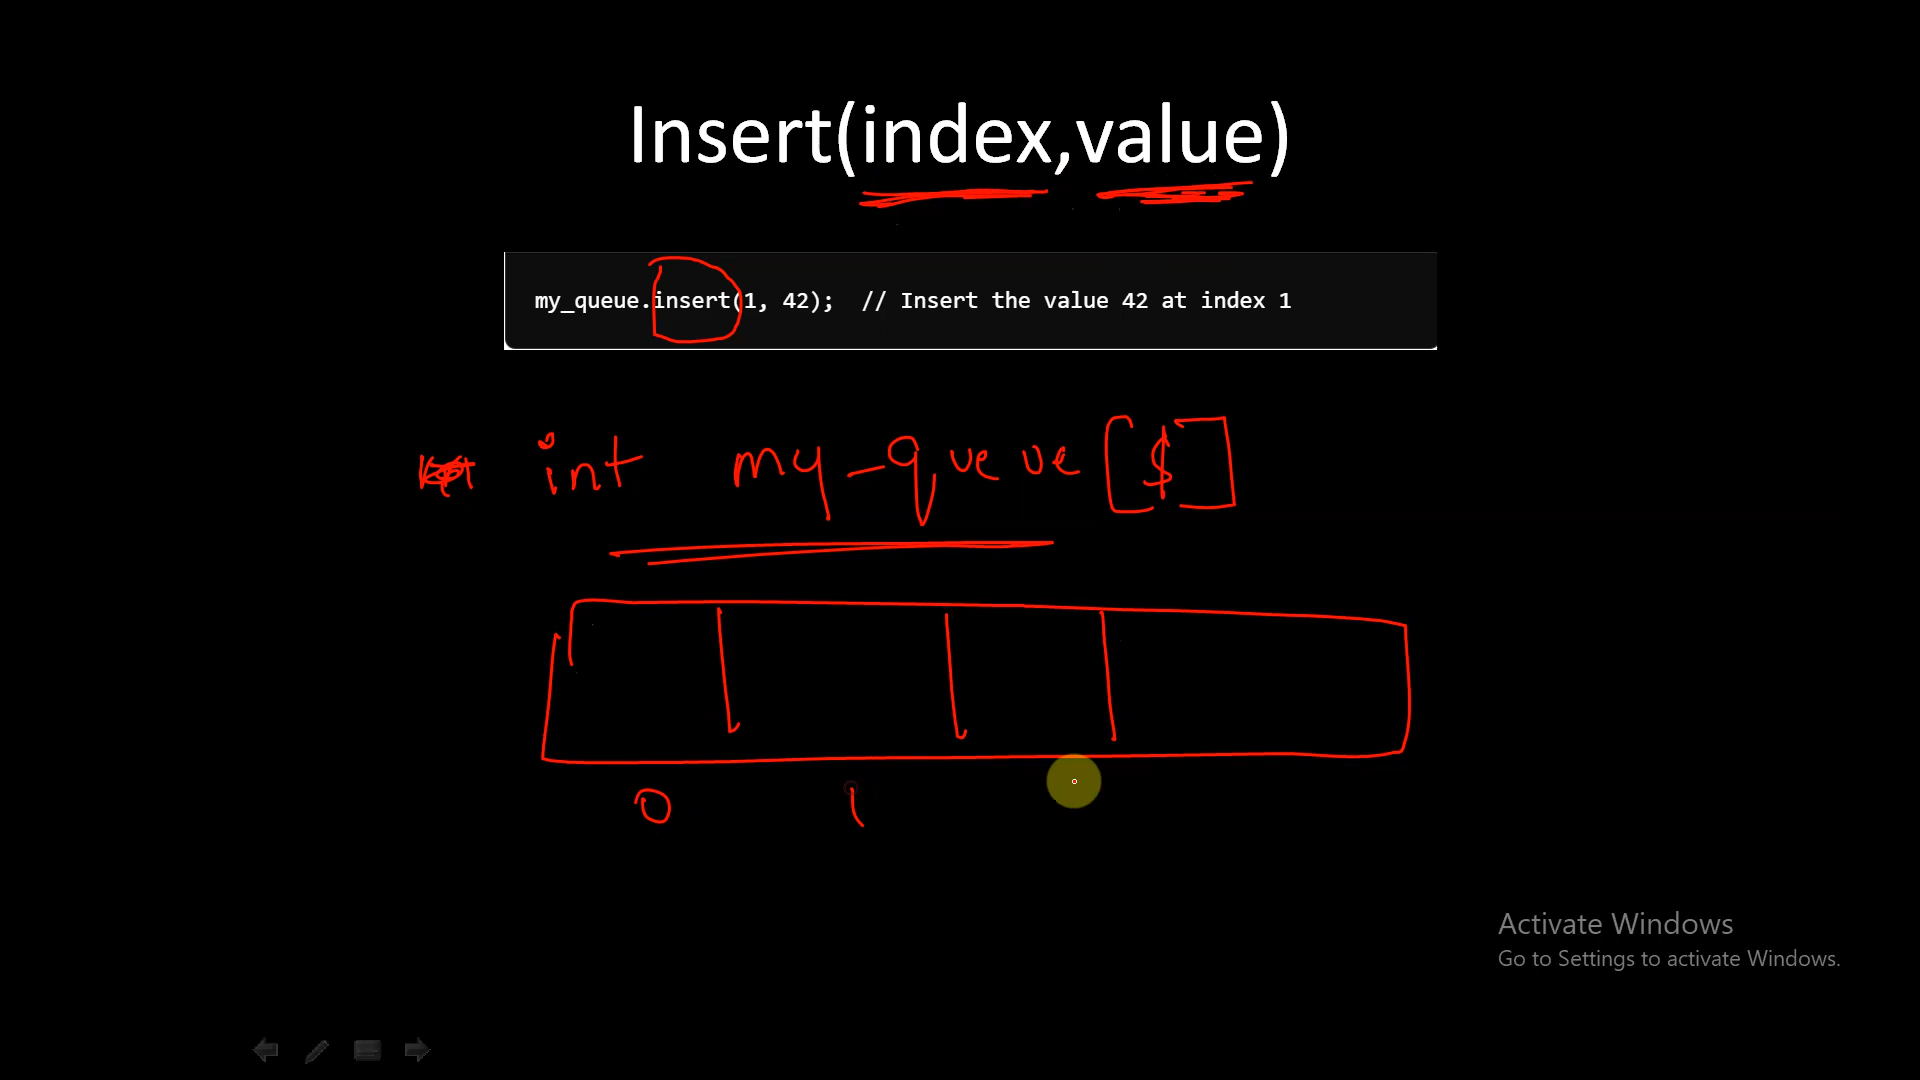 Insert(index,value)
my_queue.insert(1, 42);  // Insert the value 42 at index 1
int my_queue[$]
0 1
Activate Windows
Go to Settings to activate Windows.